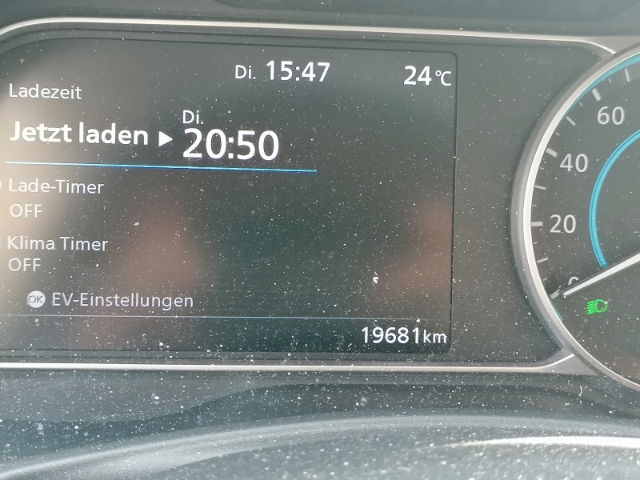 Di. 15:47 24°C
Ladezeit
Jetzt laden ▶ Di. 20:50
Lade-Timer
OFF
Klima Timer
OFF
OK EV-Einstellungen
19681km
60
40
20
0